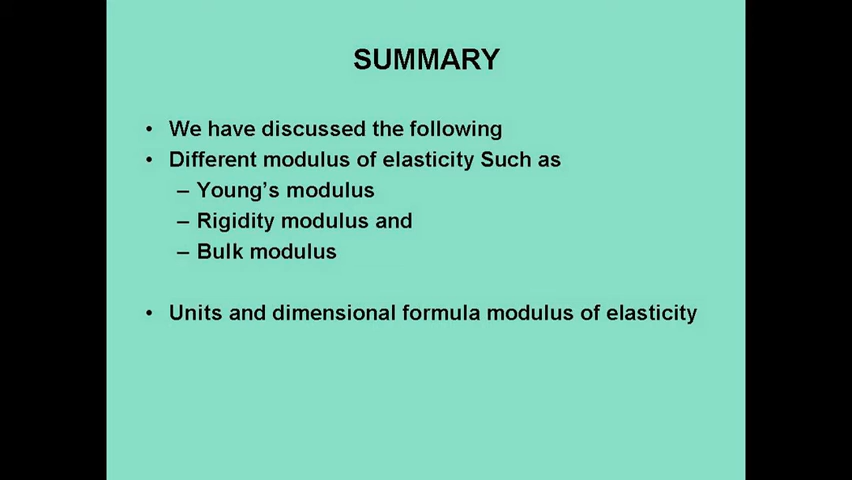 SUMMARY
• We have discussed the following
• Different modulus of elasticity Such as
– Young's modulus
– Rigidity modulus and
– Bulk modulus
• Units and dimensional formula modulus of elasticity